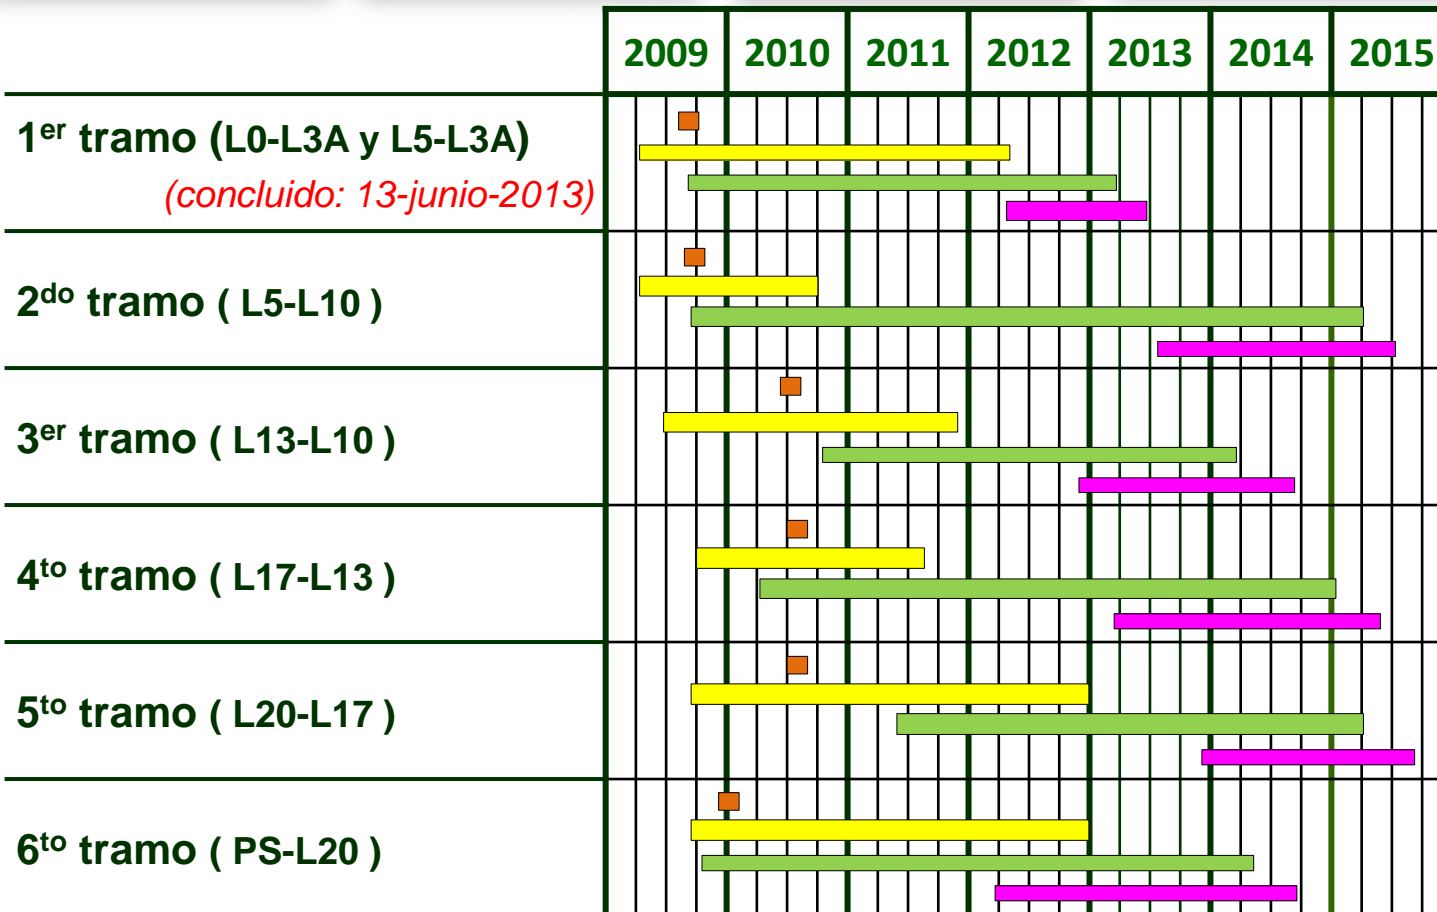 2009 2010 2011 2012 2013 2014 2015
1er tramo (L0-L3A y L5-L3A)
(concluido: 13-junio-2013)
2do tramo ( L5-L10 )
3er tramo ( L13-L10 )
4to tramo ( L17-L13 )
5to tramo ( L20-L17 )
6to tramo ( PS-L20 )